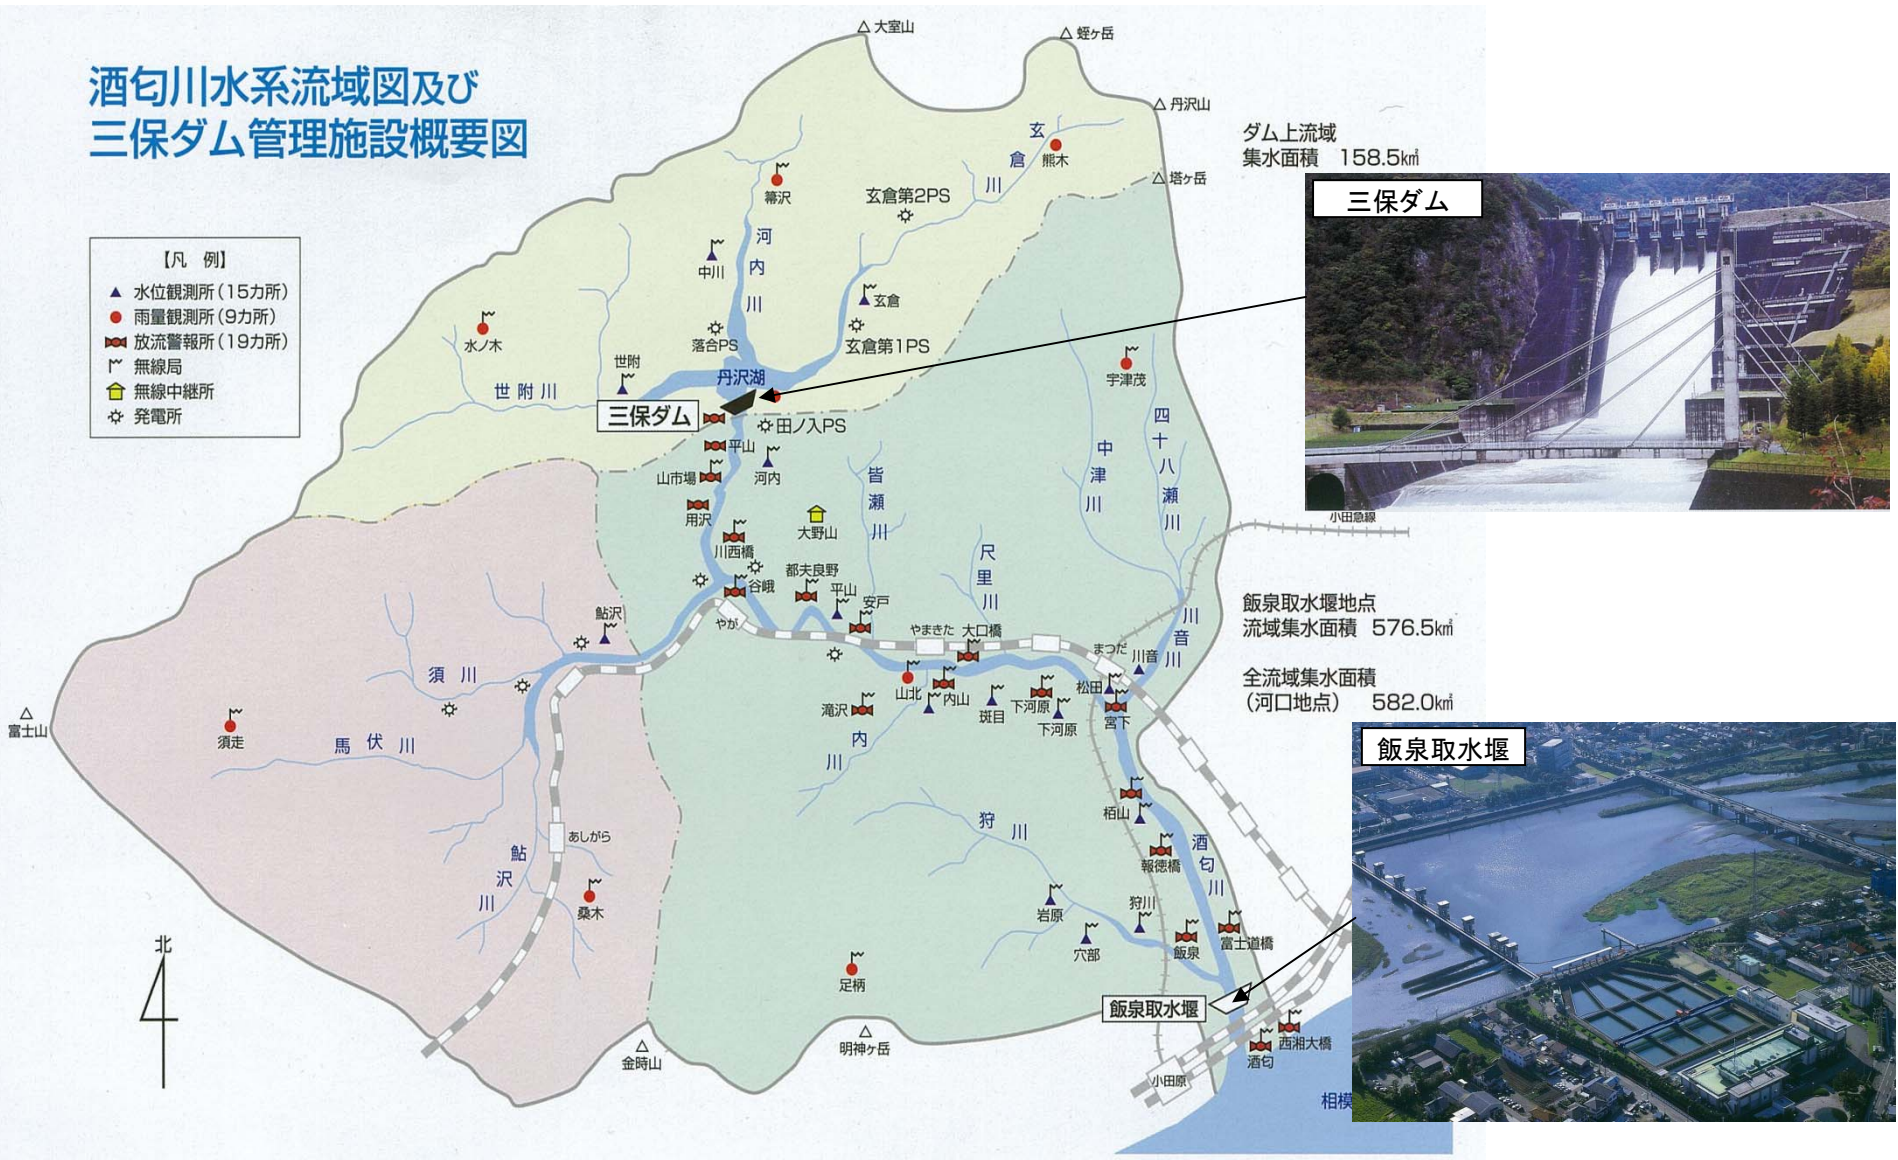 酒匂川水系流域図及び
三保ダム管理施設概要図
【凡　例】
水位観測所（15カ所）
雨量観測所（9カ所）
放流警報所（19カ所）
無線局
無線中継所
発電所
△大室山
△蛭ヶ岳
△丹沢山
△塔ヶ岳
ダム上流域
集水面積　158.5㎢
三保ダム
玄倉川
熊木
箒沢
玄倉第2PS
河内川
中川
玄倉
水ノ木
落合PS
玄倉第1PS
世附
世附川
丹沢湖
三保ダム
田ノ入PS
平山
山市場
河内
用沢
大野山
川西橋
皆瀬川
宇津茂
中津川
四十八瀬川
小田急線
尺里川
谷峨
都夫良野
平山
安戸
やが
やまきた
大口橋
まつだ
川音川
川音
鮎沢
須川
飯泉取水堰地点
流域集水面積　576.5㎢
全流域集水面積
（河口地点）　582.0㎢
山北
内山
松田
滝沢
斑目
下河原
下河原
宮下
△
富士山
須走
馬伏川
内川
飯泉取水堰
栢山
あしがら
狩川
報徳橋
酒匂川
鮎沢川
桑木
岩原
狩川
穴部
飯泉
富士道橋
北
足柄
飯泉取水堰
△
金時山
△
明神ヶ岳
西湘大橋
酒匂
小田原
相模